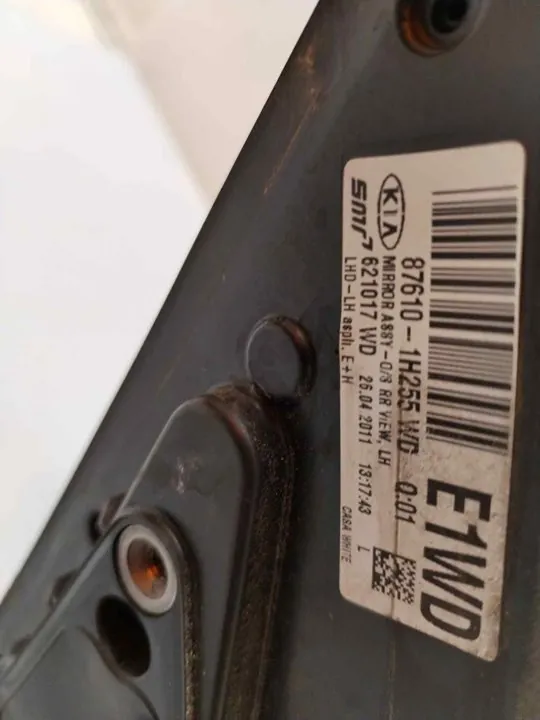 E1WD
87610-1H255 WD 0:01
KIA MIRROR ASSY-O/S RR VIEW, LH
smr 621017 WD 26.04.2011 13:17:43 L
LHD-LH asph. E+H CASA WHITE